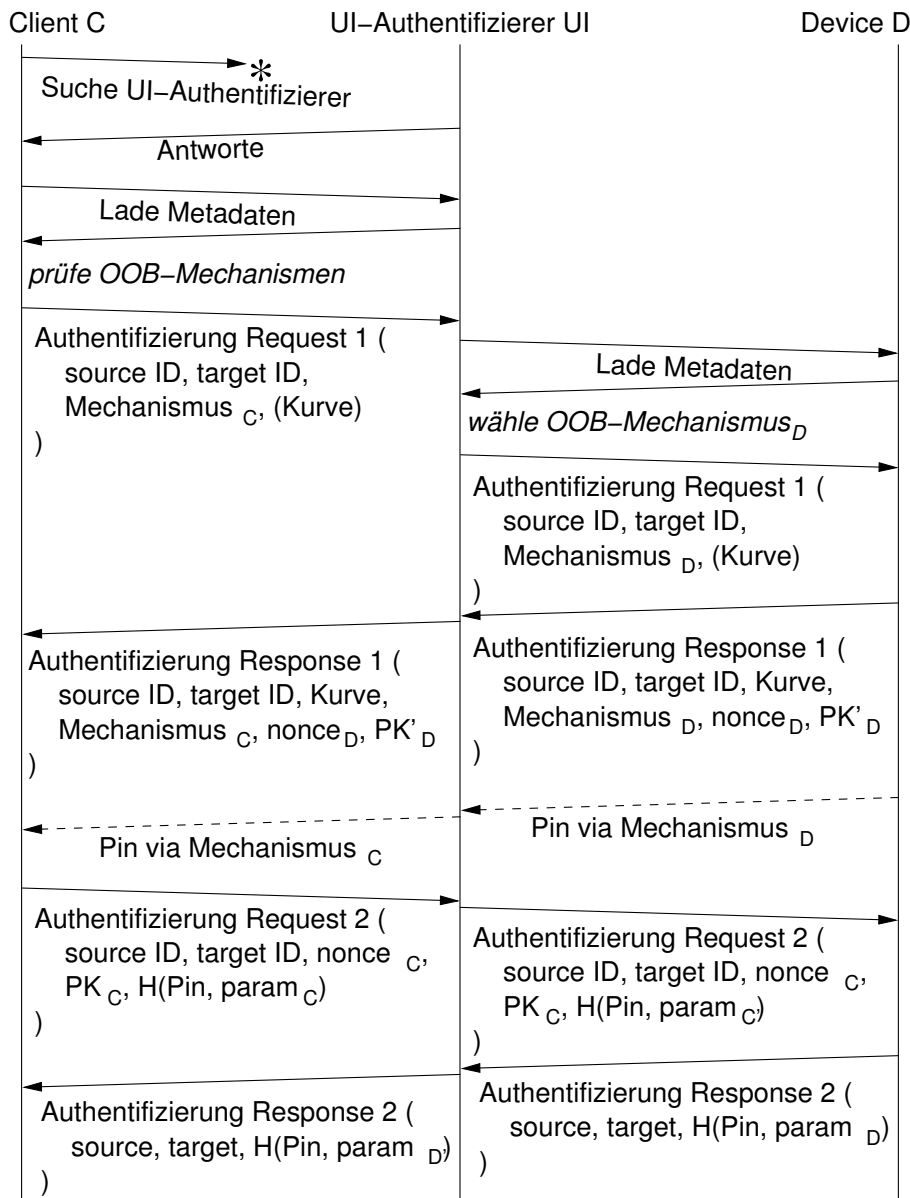 Client C
UI−Authentifizierer UI
Device D
*
Suche UI−Authentifizierer
Antworte
Lade Metadaten
prüfe OOB−Mechanismen
Authentifizierung Request 1 (
source ID, target ID,
Mechanismus C, (Kurve)
)
Lade Metadaten
wähle OOB−MechanismusD
Authentifizierung Request 1 (
source ID, target ID,
Mechanismus D, (Kurve)
)
Authentifizierung Response 1 (
source ID, target ID, Kurve,
Mechanismus C, nonceD, PK'D
)
Authentifizierung Response 1 (
source ID, target ID, Kurve,
Mechanismus D, nonceD, PK'D
)
Pin via Mechanismus D
Pin via Mechanismus C
Authentifizierung Request 2 (
source ID, target ID, nonce C,
PK C, H(Pin, param C)
)
Authentifizierung Request 2 (
source ID, target ID, nonce C,
PK C, H(Pin, param C)
)
Authentifizierung Response 2 (
source, target, H(Pin, param D)
)
Authentifizierung Response 2 (
source, target, H(Pin, param D)
)